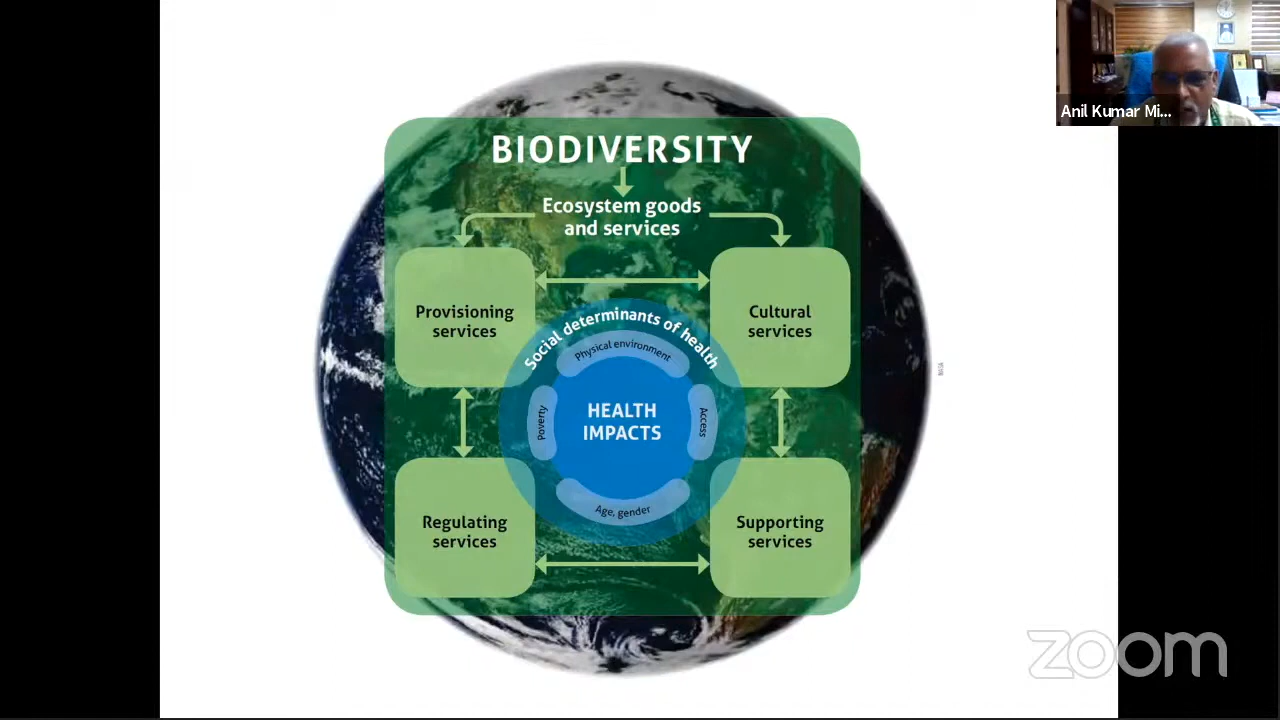 BIODIVERSITY
Ecosystem goods
and services
Provisioning
services
Cultural
services
Social determinants of health
Physical environment
Poverty
Access
HEALTH
IMPACTS
Age, gender
Regulating
services
Supporting
services
NASA
Anil Kumar Mi...
zoom